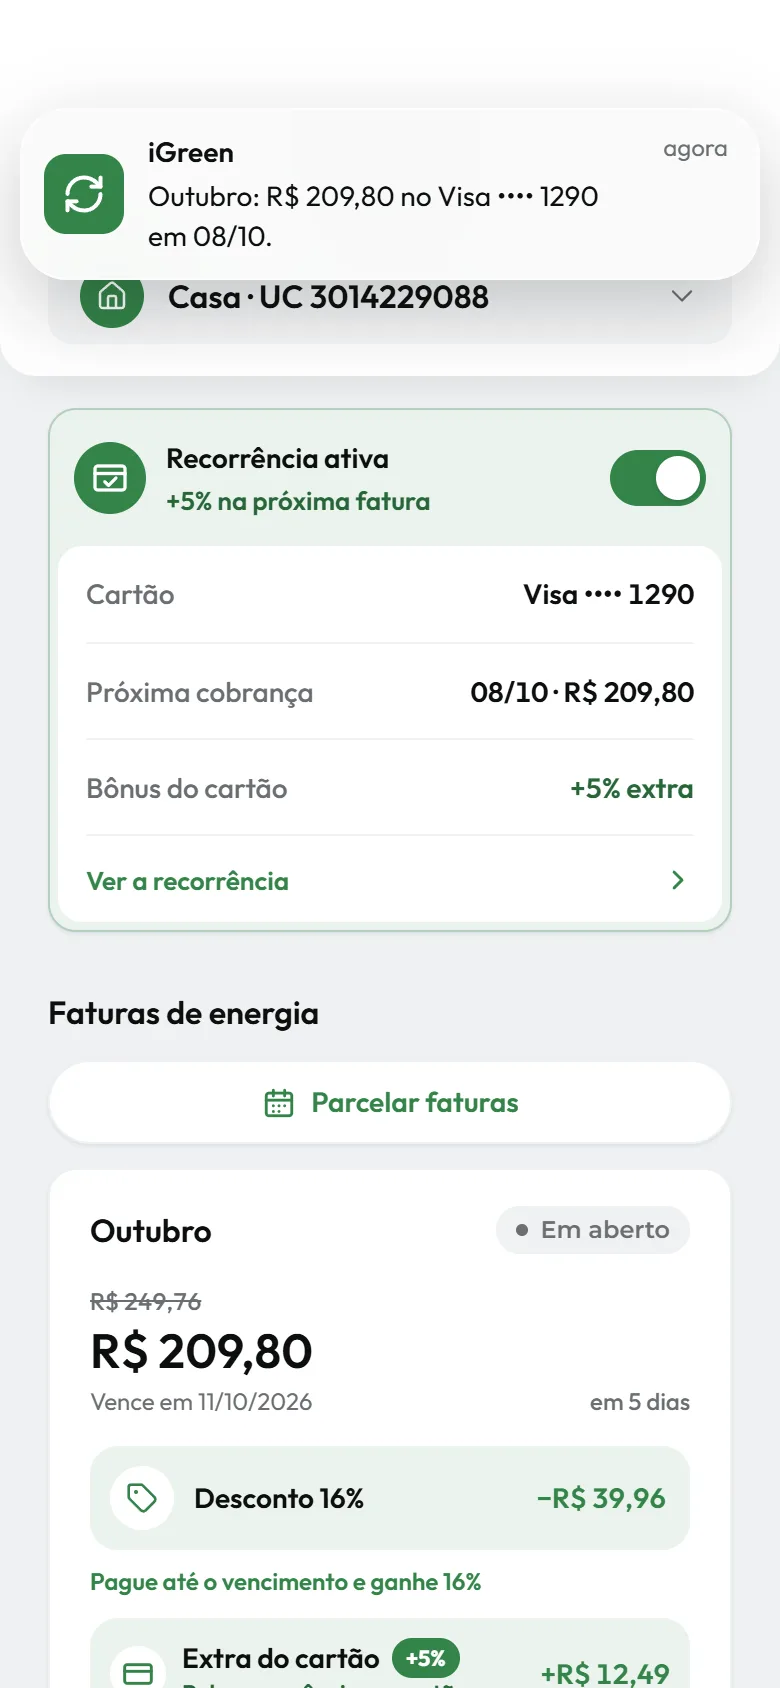 iGreen
agora
Outubro: R$ 209,80 no Visa •••• 1290
em 08/10.
Casa · UC 3014229088
Recorrência ativa
+5% na próxima fatura
Cartão
Visa •••• 1290
Próxima cobrança
08/10 · R$ 209,80
Bônus do cartão
+5% extra
Ver a recorrência
Faturas de energia
Parcelar faturas
Outubro
Em aberto
R$ 249,76
R$ 209,80
Vence em 11/10/2026
em 5 dias
Desconto 16%
−R$ 39,96
Pague até o vencimento e ganhe 16%
Extra do cartão
+5%
+R$ 12,49